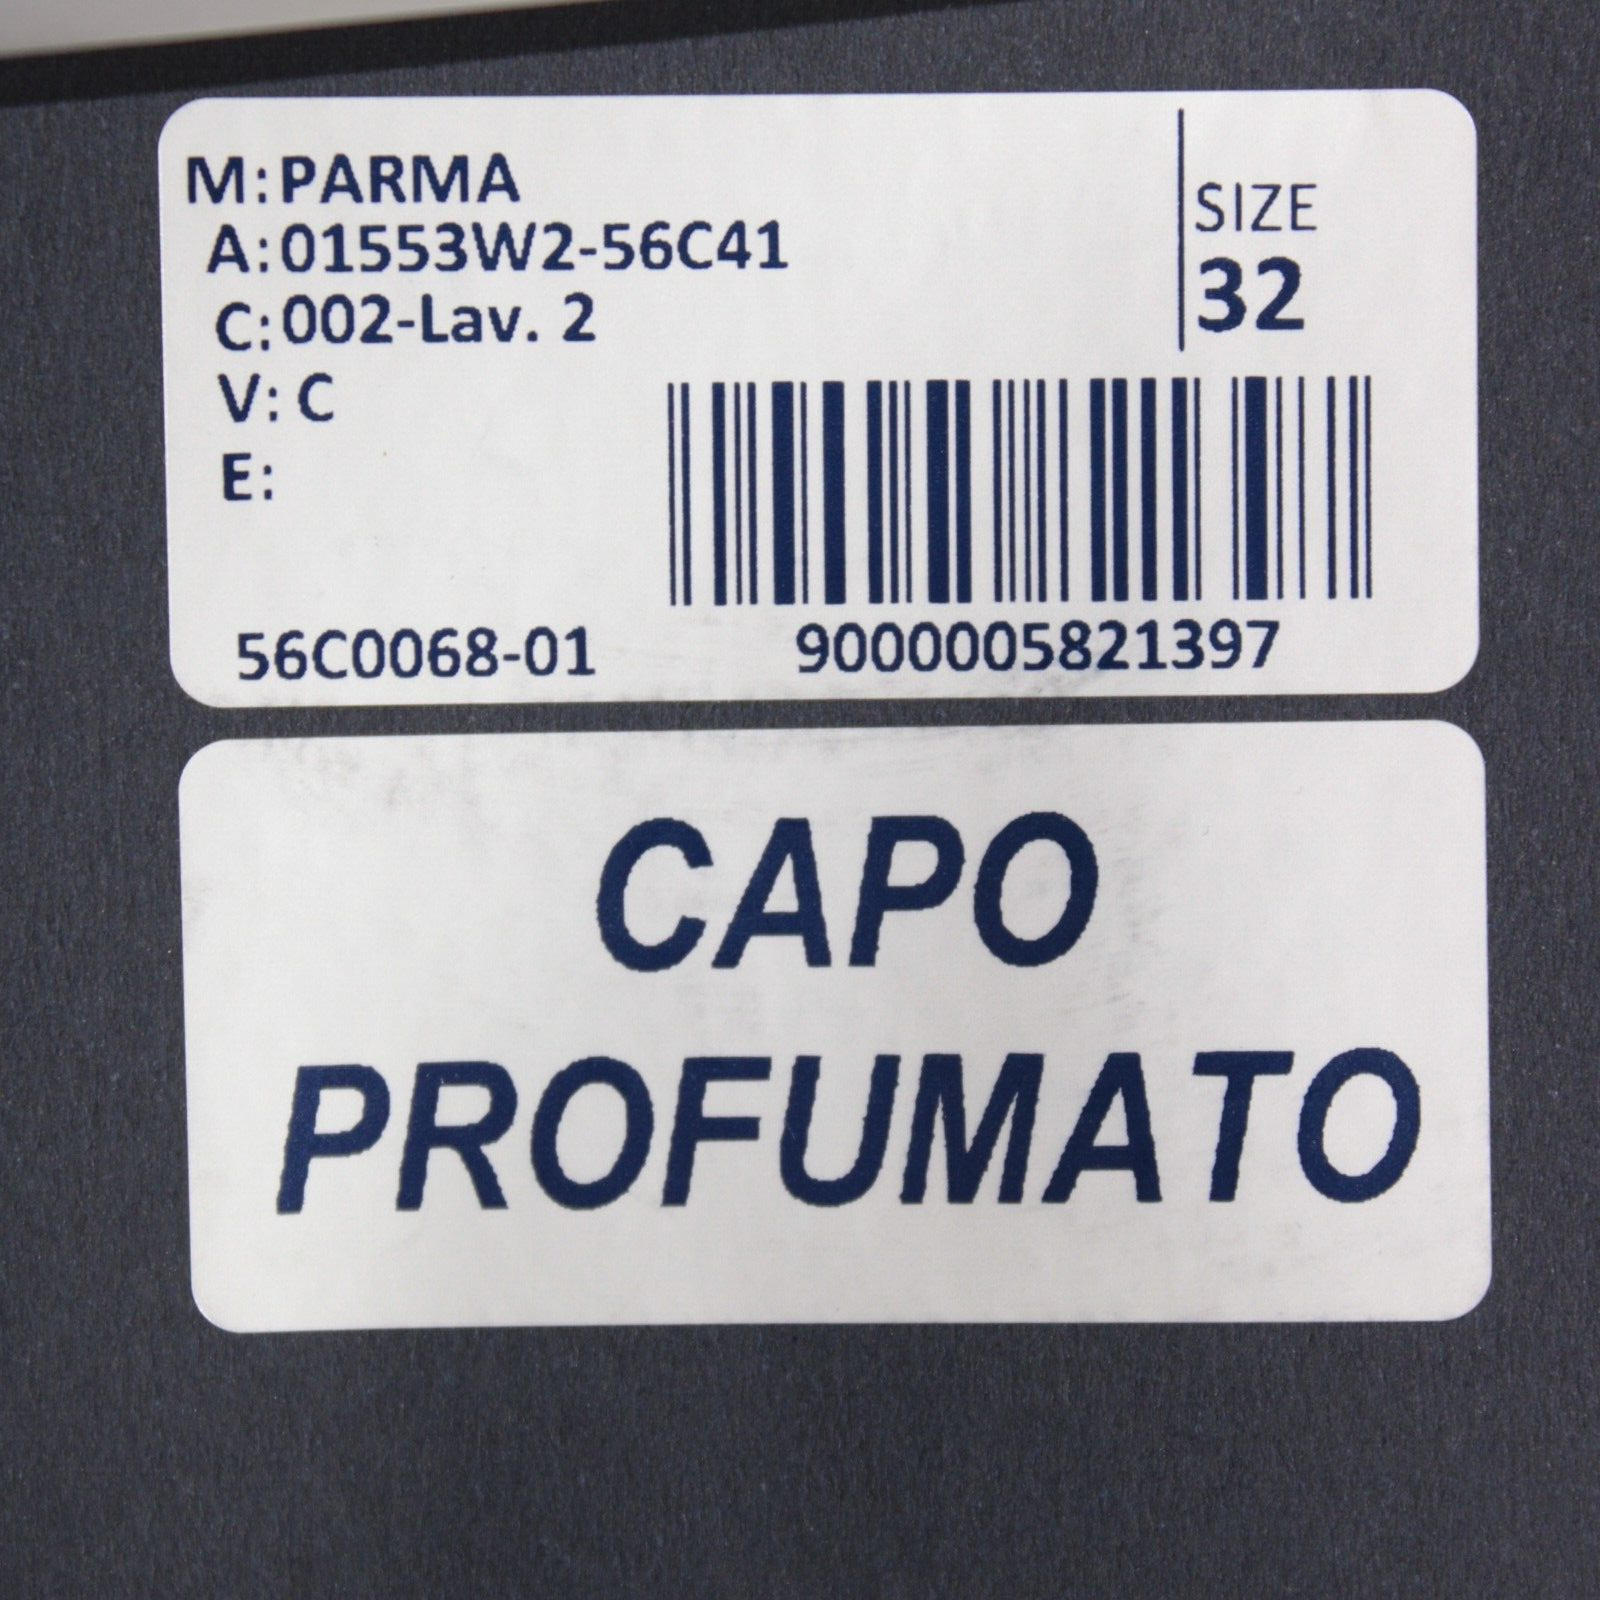 M: PARMA
A: 01553W2-56C41
C: 002-Lav. 2
V: C
E:
SIZE
32
56C0068-01
9000005821397
CAPO
PROFUMATO